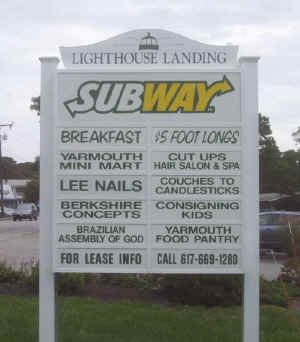 LIGHTHOUSE LANDING
SUBWAY
BREAKFAST $5 FOOT LONGS
YARMOUTH
MINI MART
CUT UPS
HAIR SALON & SPA
LEE NAILS
COUCHES TO
CANDLESTICKS
BERKSHIRE
CONCEPTS
CONSIGNING
KIDS
BRAZILIAN
ASSEMBLY OF GOD
YARMOUTH
FOOD PANTRY
FOR LEASE INFO CALL 617-669-1280